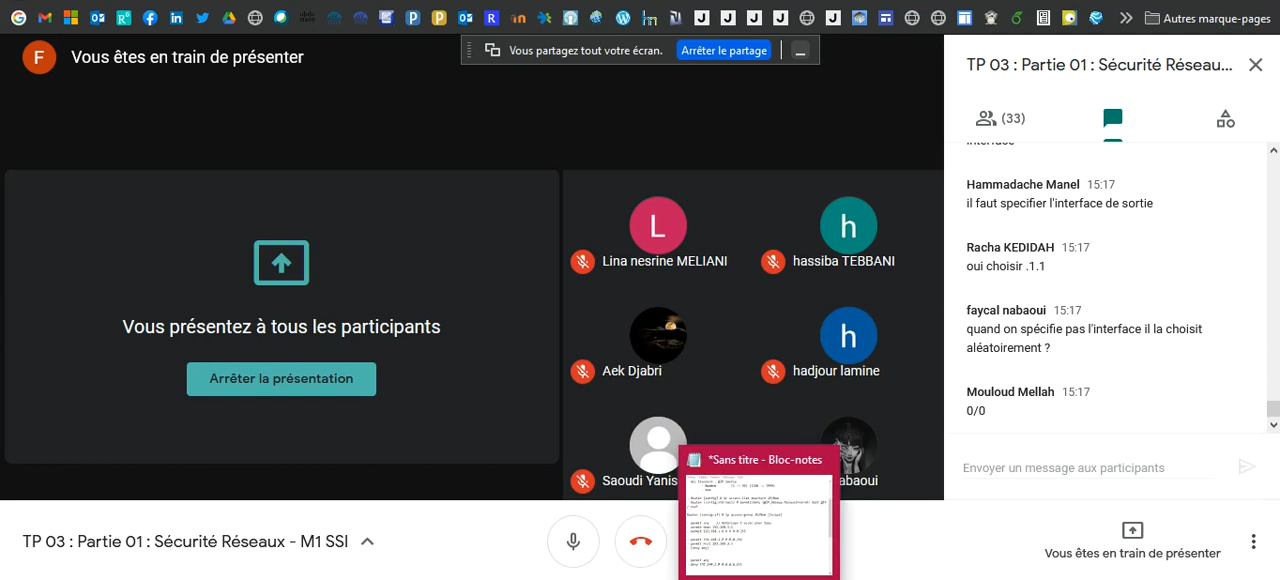 Autres marque-pages
F
Vous êtes en train de présenter
Vous partagez tout votre écran.
Arrêter le partage
TP 03 : Partie 01 : Sécurité Réseau...
(33)
interface
Hammadache Manel 15:17
il faut specifier l'interface de sortie
Racha KEDIDAH 15:17
oui choisir .1.1
faycal nabaoui 15:17
quand on spécifie pas l'interface il la choisit
aléatoirement ?
Mouloud Mellah 15:17
0/0
Envoyer un message aux participants
Vous présentez à tous les participants
Arrêter la présentation
L
Lina nesrine MELIANI
h
hassiba TEBBANI
Aek Djabri
h
hadjour lamine
Saoudi Yanis
abaoui
*Sans titre - Bloc-notes
TP 03 : Partie 01 : Sécurité Réseaux - M1 SSI
Vous êtes en train de présenter